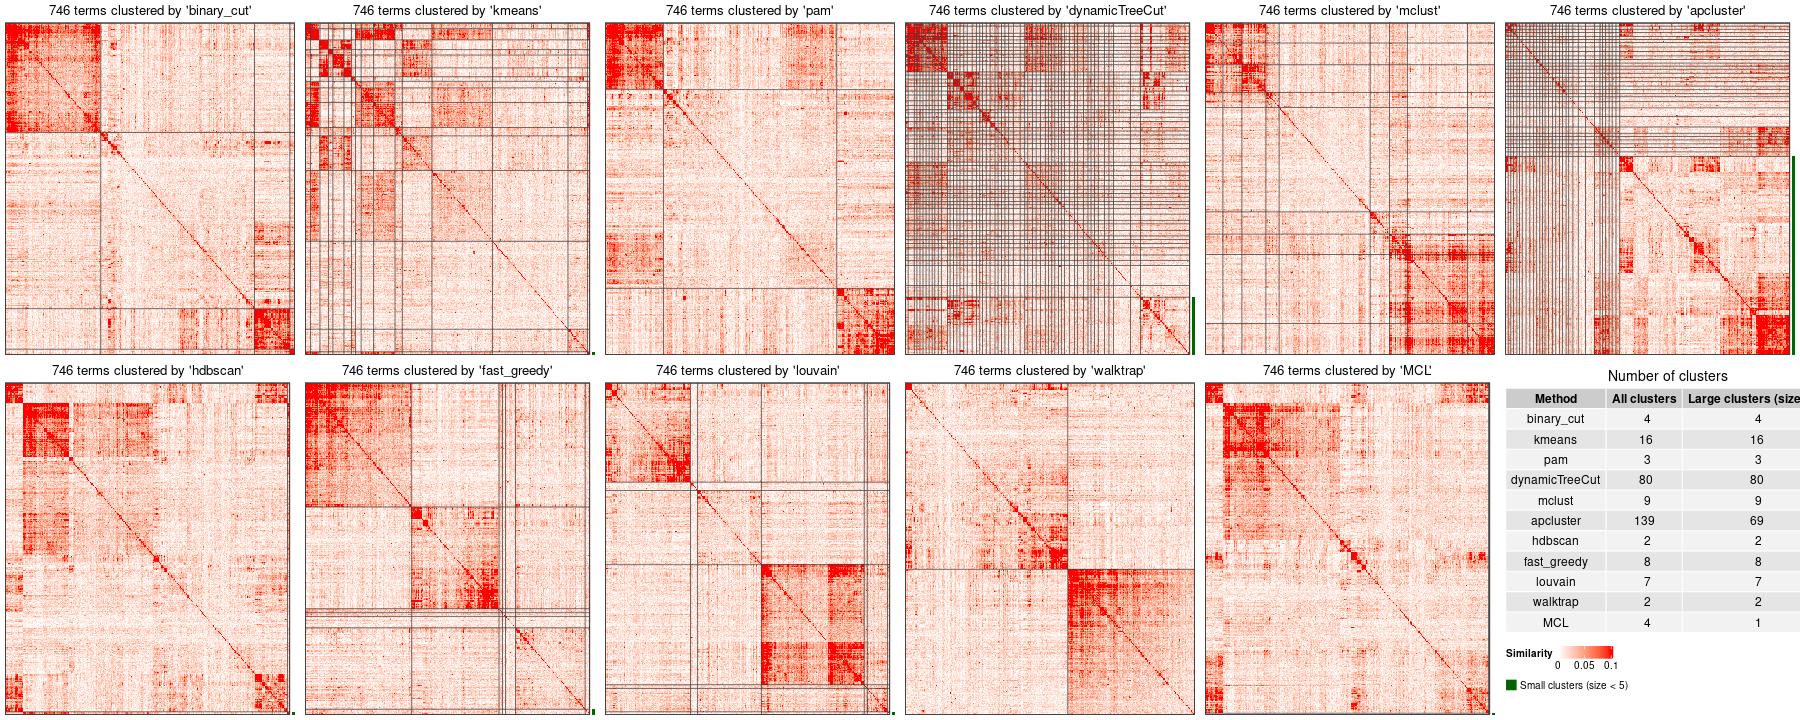 746 terms clustered by 'binary_cut'
746 terms clustered by 'kmeans'
746 terms clustered by 'pam'
746 terms clustered by 'dynamicTreeCut'
746 terms clustered by 'mclust'
746 terms clustered by 'apcluster'
746 terms clustered by 'hdbscan'
746 terms clustered by 'fast_greedy'
746 terms clustered by 'louvain'
746 terms clustered by 'walktrap'
746 terms clustered by 'MCL'
Number of clusters
Method All clusters Large clusters (size
binary_cut 4 4
kmeans 16 16
pam 3 3
dynamicTreeCut 80 80
mclust 9 9
apcluster 139 69
hdbscan 2 2
fast_greedy 8 8
louvain 7 7
walktrap 2 2
MCL 4 1
Similarity
0 0.05 0.1
Small clusters (size < 5)